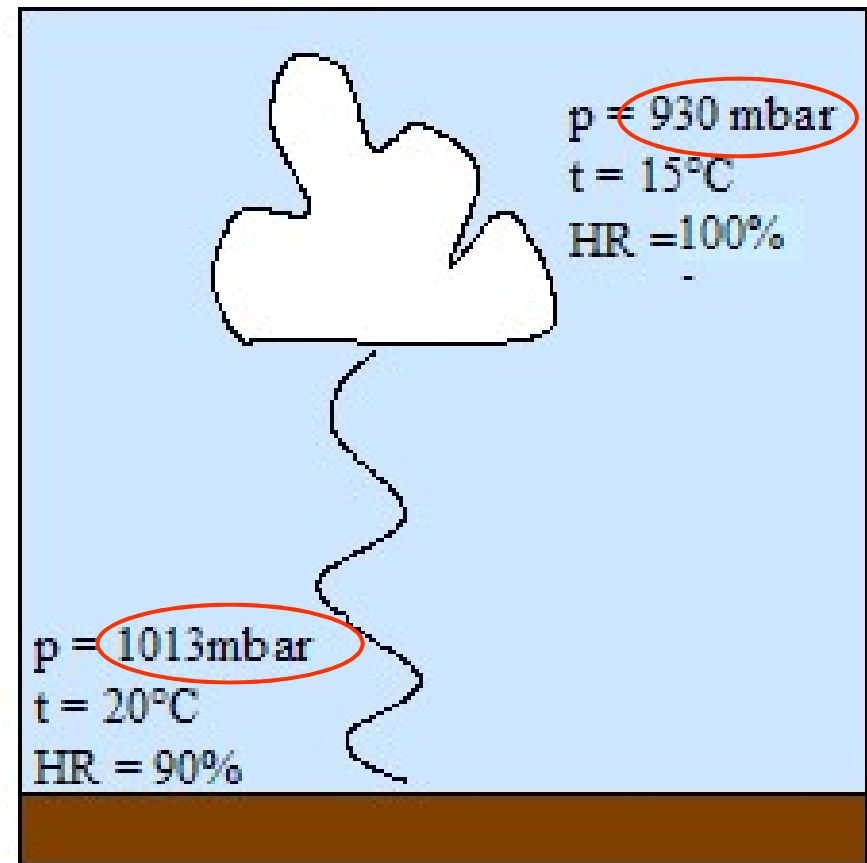 p = 930 mbar
t = 15°C
HR =100%
p = 1013mbar
t = 20°C
HR = 90%